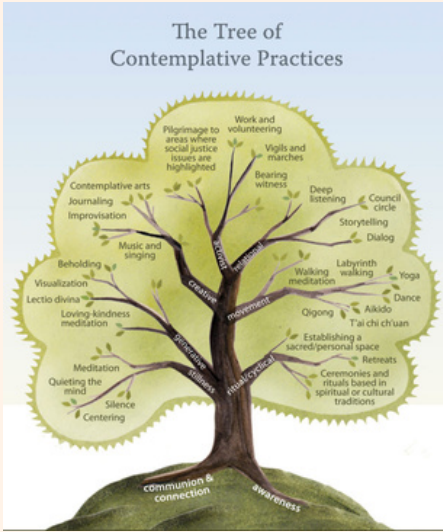 The Tree of
Contemplative Practices
Work and
volunteering
Pilgrimage to
areas where
social justice
issues are
highlighted
Vigils and
marches
Bearing
witness
Deep
listening
Council
circle
Storytelling
Dialog
Contemplative arts
Journaling
Improvisation
Music and
singing
activist
relational
creative
Beholding
Visualization
Lectio divina
Loving-kindness
meditation
generative
movement
Walking
meditation
Labyrinth
walking
Yoga
Dance
Aikido
Qigong
T'ai chi ch'uan
Meditation
Quieting the
mind
Silence
Centering
stillness
ritual/cyclical
Establishing a
sacred/personal space
Retreats
Ceremonies and
rituals based in
spiritual or cultural
traditions
communion &
connection
awareness